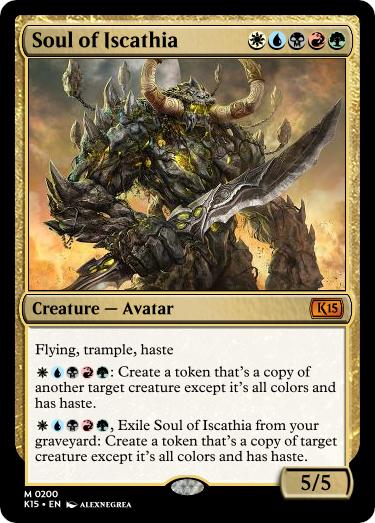 Soul of Iscathia
K15
Creature — Avatar
Flying, trample, haste
: Create a token that's a copy of
another target creature except it's all colors and
has haste.
, Exile Soul of Iscathia from your
graveyard: Create a token that's a copy of target
creature except it's all colors and has haste.
5/5
M 0200
K15 • EN ALEXNEGREA